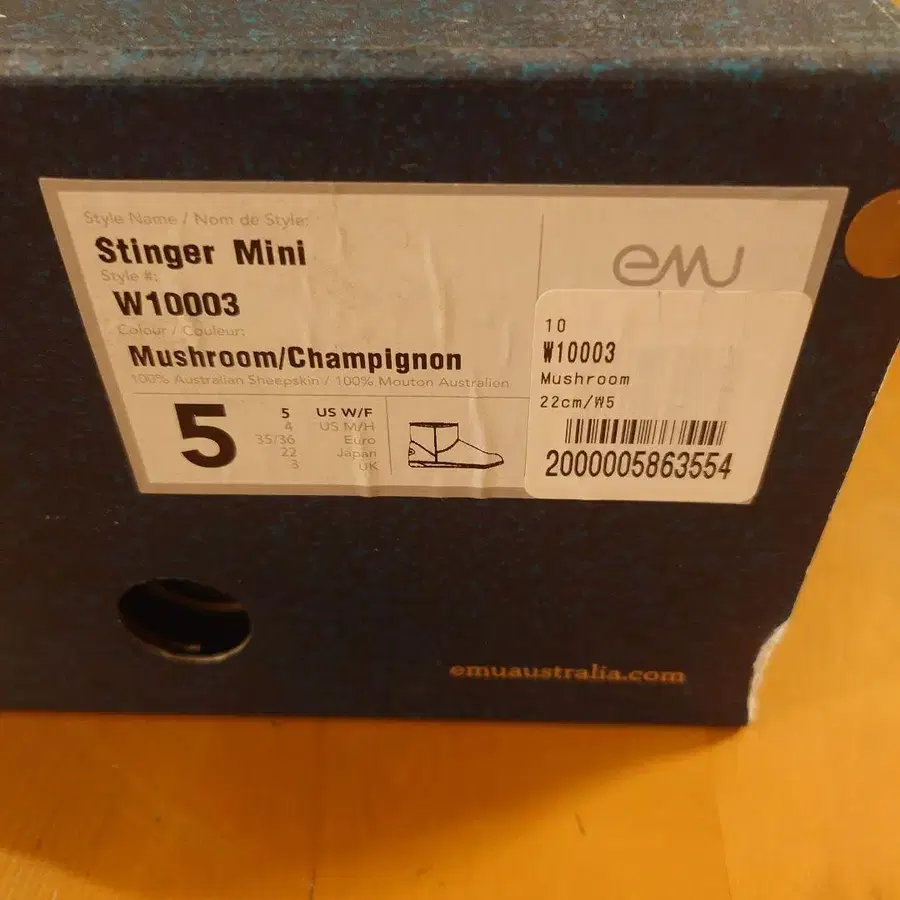 Style Name / Nom de Style:
Stinger Mini
Style #:
W10003
Colour / Couleur:
Mushroom/Champignon
100% Australian Sheepskin / 100% Mouton Australien
5
5 US W/F
4 US M/H
35/36 Euro
22 Japan
3 UK
emu
10
W10003
Mushroom
22cm/W5
2000005863554
emuaustralia.com